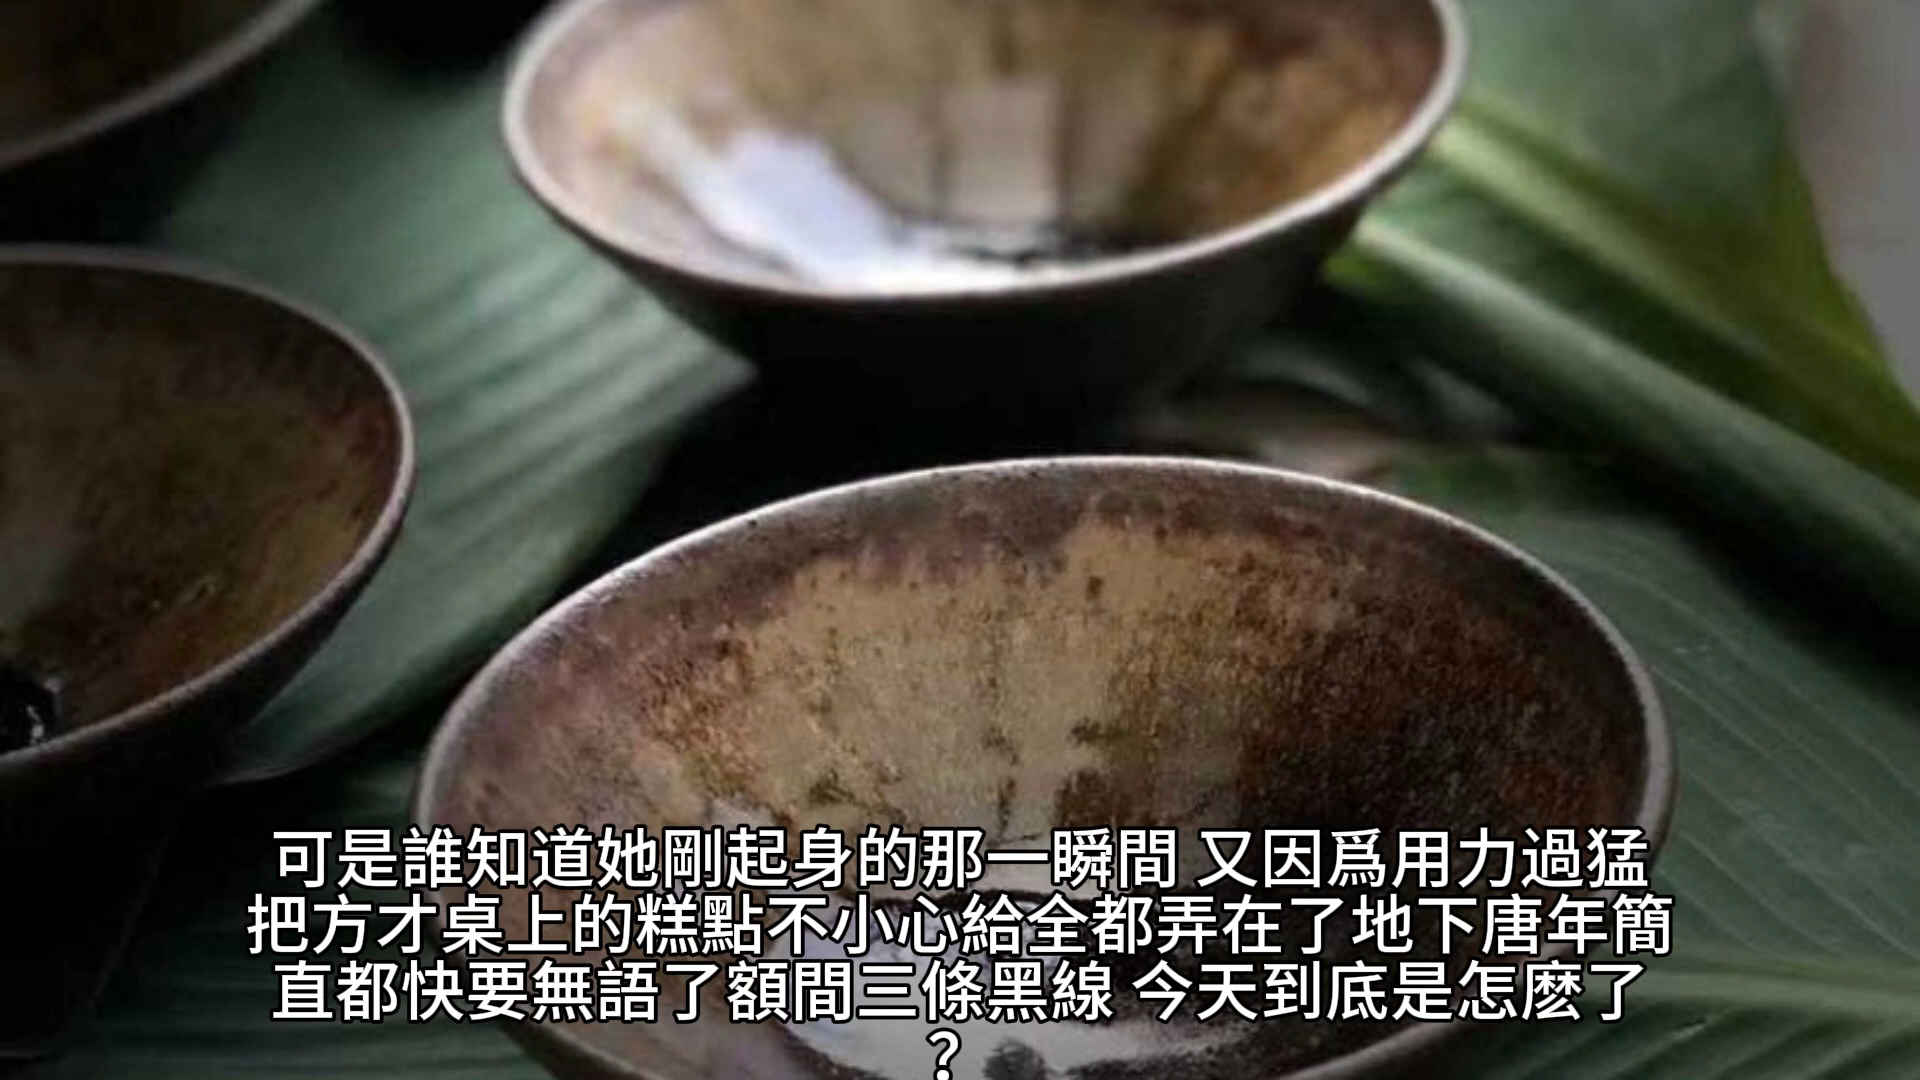 可是誰知道她剛起身的那一瞬間 又因爲用力過猛
把方才桌上的糕點不小心給全都弄在了地下唐年簡
直都快要無語了額間三條黑線 今天到底是怎麽了
？